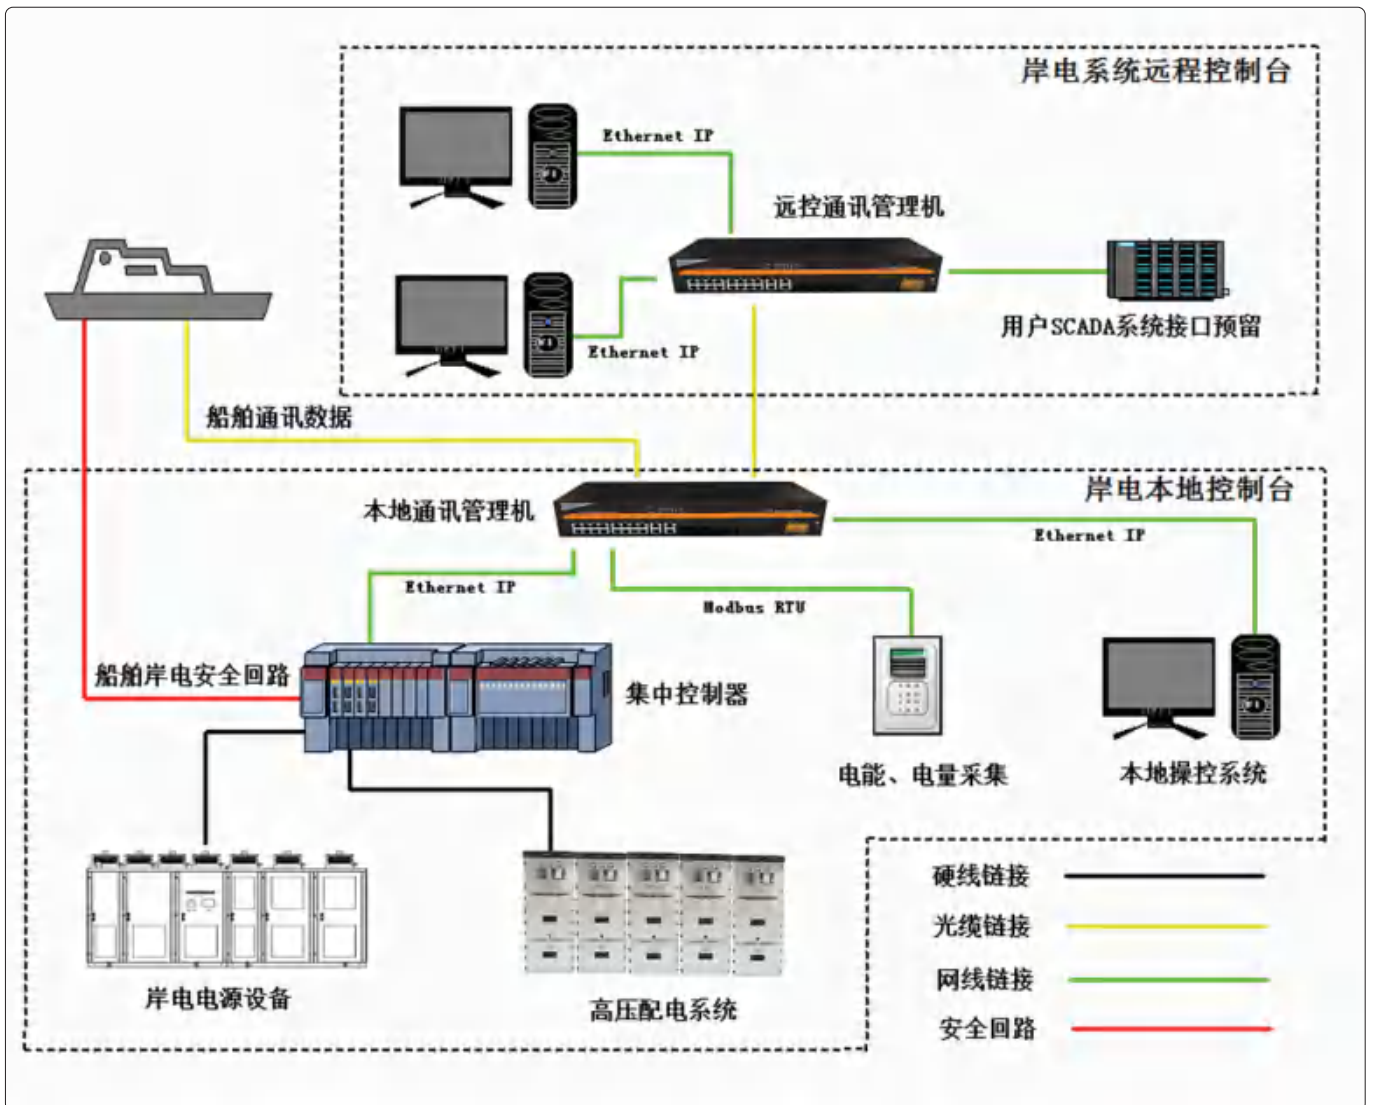 岸电系统远程控制台
Ethernet IP
远控通讯管理机
用户SCADA系统接口预留
Ethernet IP
船舶通讯数据
岸电本地控制台
本地通讯管理机
Ethernet IP
Ethernet IP
Modbus RTU
船舶岸电安全回路
集中控制器
电能、电量采集
本地操控系统
硬线链接
光缆链接
岸电电源设备
网线链接
高压配电系统
安全回路